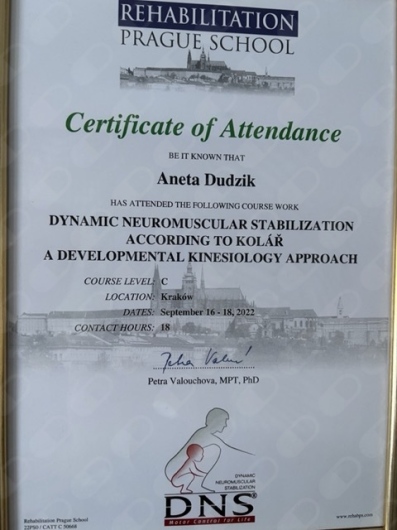 REHABILITATION
PRAGUE SCHOOL
Certificate of Attendance
BE IT KNOWN THAT
Aneta Dudzik
HAS ATTENDED THE FOLLOWING COURSE WORK
DYNAMIC NEUROMUSCULAR STABILIZATION
ACCORDING TO KOLÁŘ
A DEVELOPMENTAL KINESIOLOGY APPROACH
COURSE LEVEL: C
LOCATION: Kraków
DATES: September 16 - 18, 2022
CONTACT HOURS: 18
Petra Valouchova, MPT, PhD
DYNAMIC
NEUROMUSCULAR
STABILIZATION
DNS®
Motor Control for Life
Rehabilitation Prague School